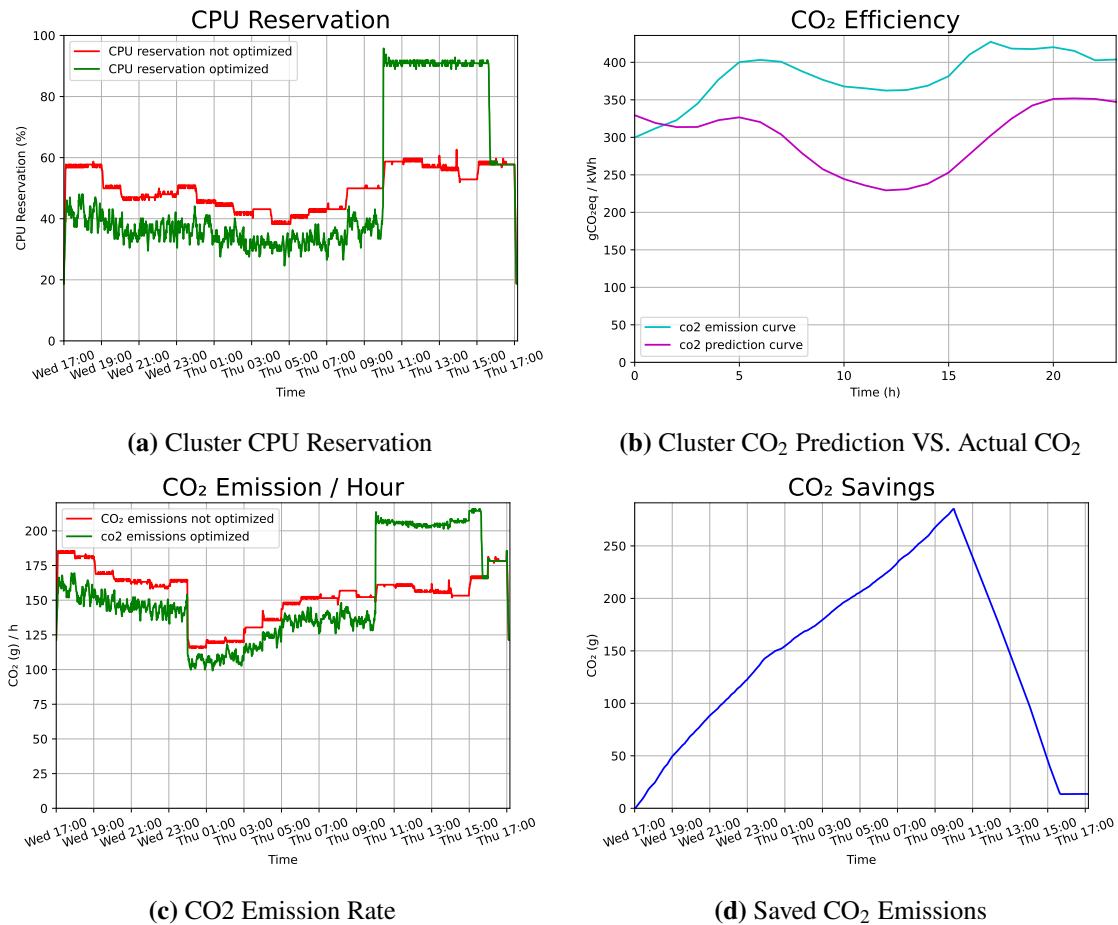 CPU Reservation
CPU reservation not optimized
CPU reservation optimized
CPU Reservation (%)
100
80
60
40
20
0
Wed 17:00
Wed 19:00
Wed 21:00
Wed 23:00
Thu 01:00
Thu 03:00
Thu 05:00
Thu 07:00
Thu 09:00
Thu 11:00
Thu 13:00
Thu 15:00
Thu 17:00
Time
(a) Cluster CPU Reservation
CO₂ Efficiency
gCO₂eq / kWh
400
350
300
250
200
150
100
50
0
co2 emission curve
co2 prediction curve
0 5 10 15 20
Time (h)
(b) Cluster CO₂ Prediction VS. Actual CO₂
CO₂ Emission / Hour
CO₂ emissions not optimized
co2 emissions optimized
CO₂ (g) / h
200
175
150
125
100
75
50
25
0
Wed 17:00
Wed 19:00
Wed 21:00
Wed 23:00
Thu 01:00
Thu 03:00
Thu 05:00
Thu 07:00
Thu 09:00
Thu 11:00
Thu 13:00
Thu 15:00
Thu 17:00
Time
(c) CO2 Emission Rate
CO₂ Savings
CO₂ (g)
250
200
150
100
50
0
Wed 17:00
Wed 19:00
Wed 21:00
Wed 23:00
Thu 01:00
Thu 03:00
Thu 05:00
Thu 07:00
Thu 09:00
Thu 11:00
Thu 13:00
Thu 15:00
Thu 17:00
Time
(d) Saved CO₂ Emissions